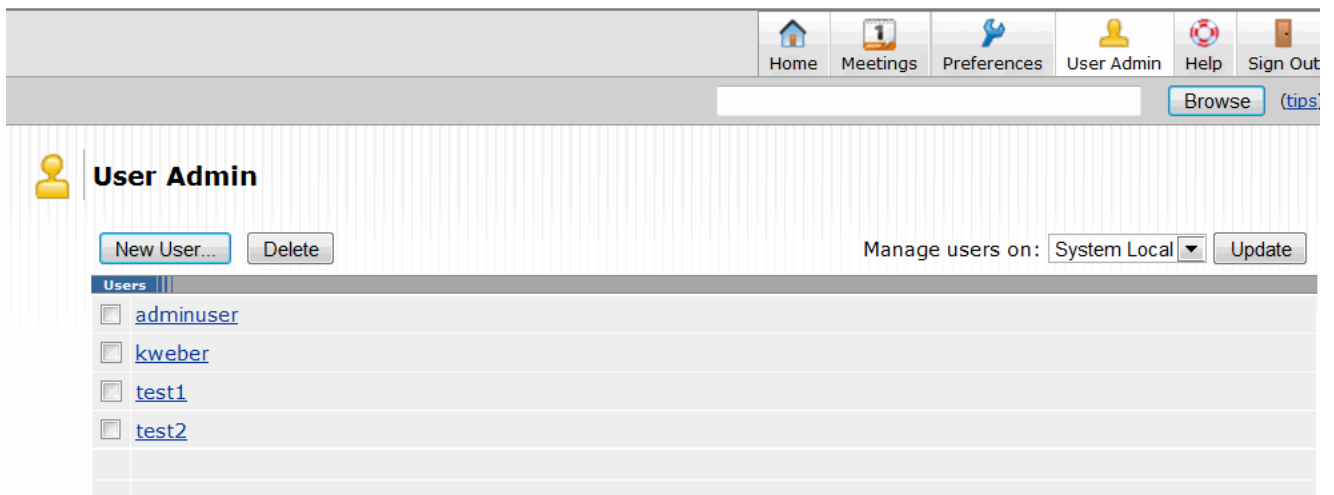 1
Home Meetings Preferences User Admin Help Sign Out
Browse (tips)
User Admin
New User... Delete Manage users on: System Local Update
Users
adminuser
kweber
test1
test2